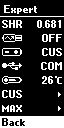 Expert
SHR 0.681
OFF
CUS
COM
26℃
CUS
MAX
Back